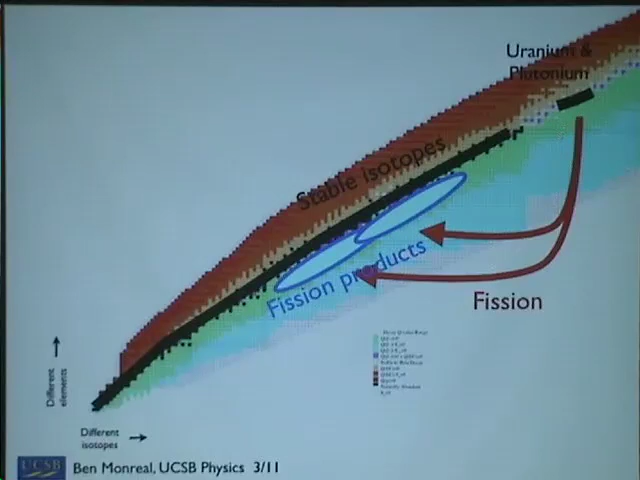 Uranium &
Plutonium
Stable isotopes
Fission products
Fission
Different
elements
Different
isotopes
UCSB
Ben Monreal, UCSB Physics 3/11